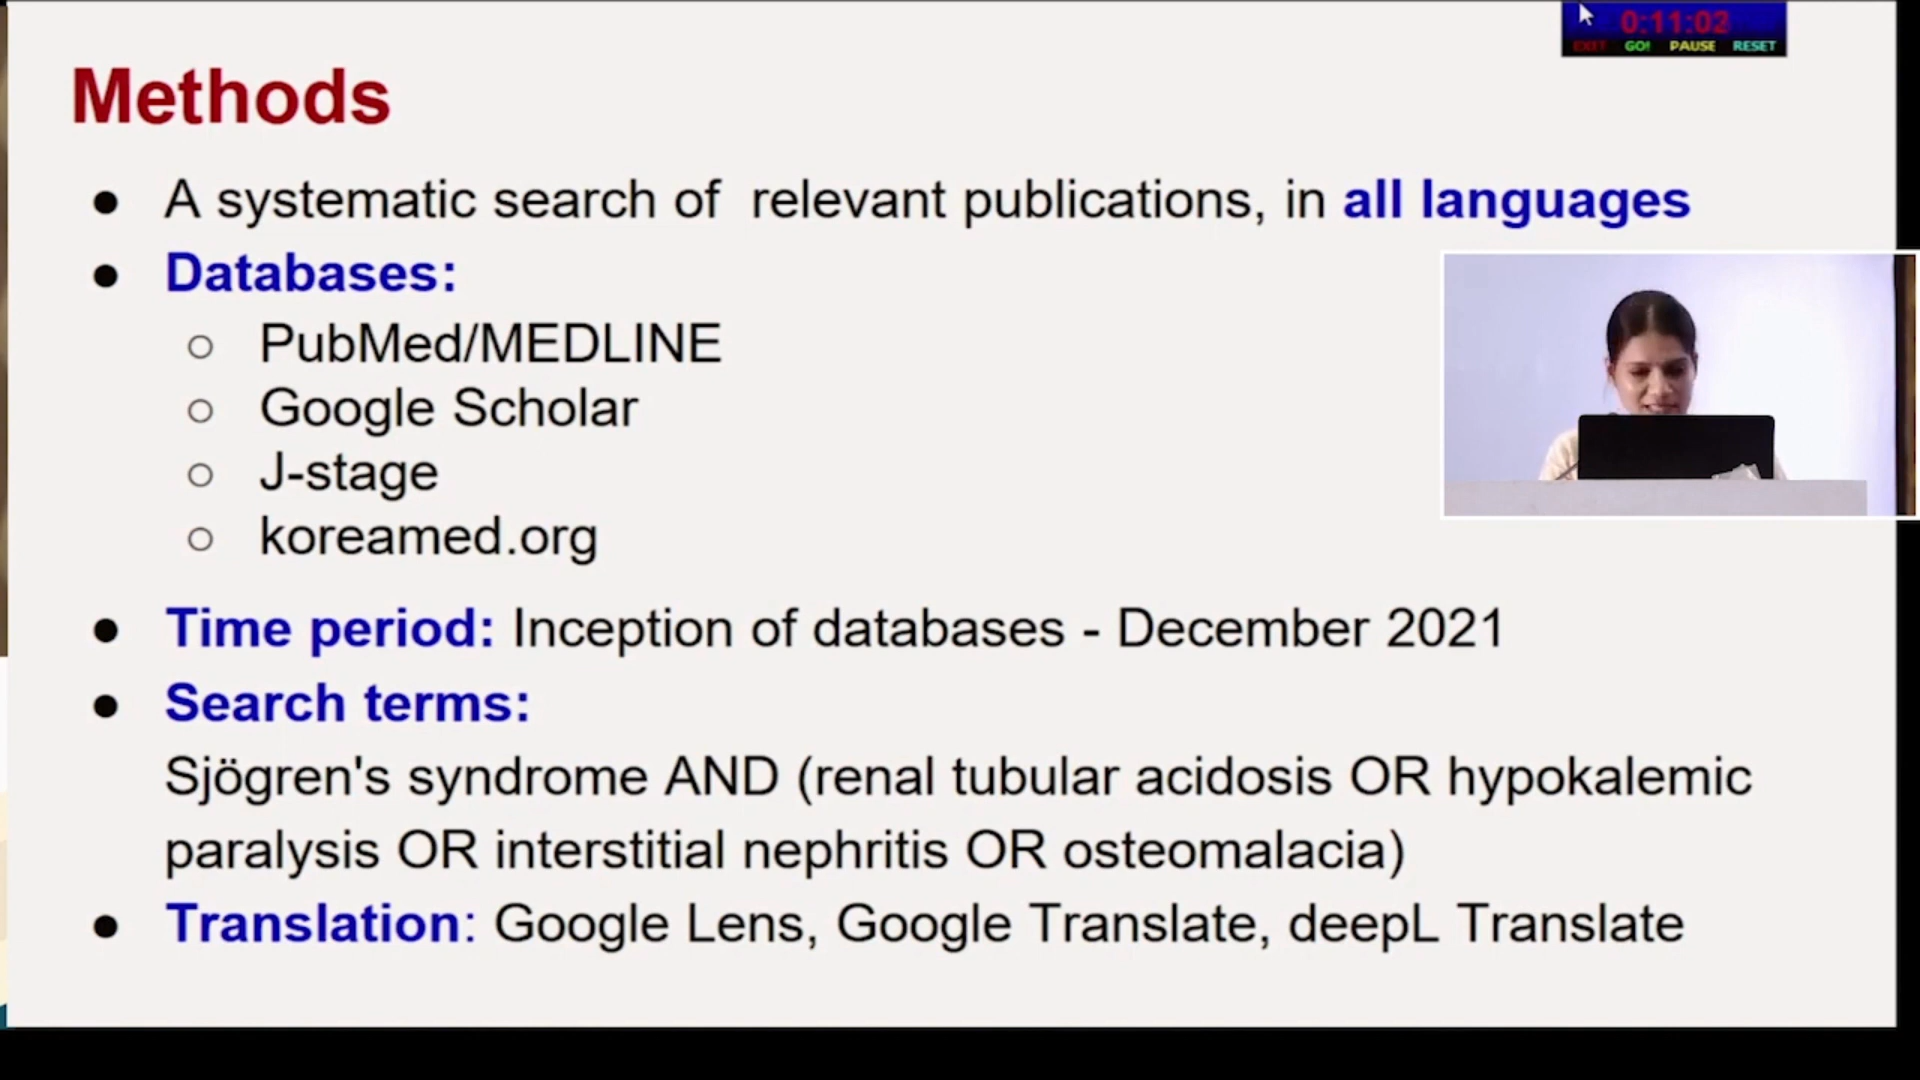 0:11:02
EXIT GO! PAUSE RESET
Methods
● A systematic search of relevant publications, in all languages
● Databases:
○ PubMed/MEDLINE
○ Google Scholar
○ J-stage
○ koreamed.org
● Time period: Inception of databases - December 2021
● Search terms:
Sjögren's syndrome AND (renal tubular acidosis OR hypokalemic
paralysis OR interstitial nephritis OR osteomalacia)
● Translation: Google Lens, Google Translate, deepL Translate